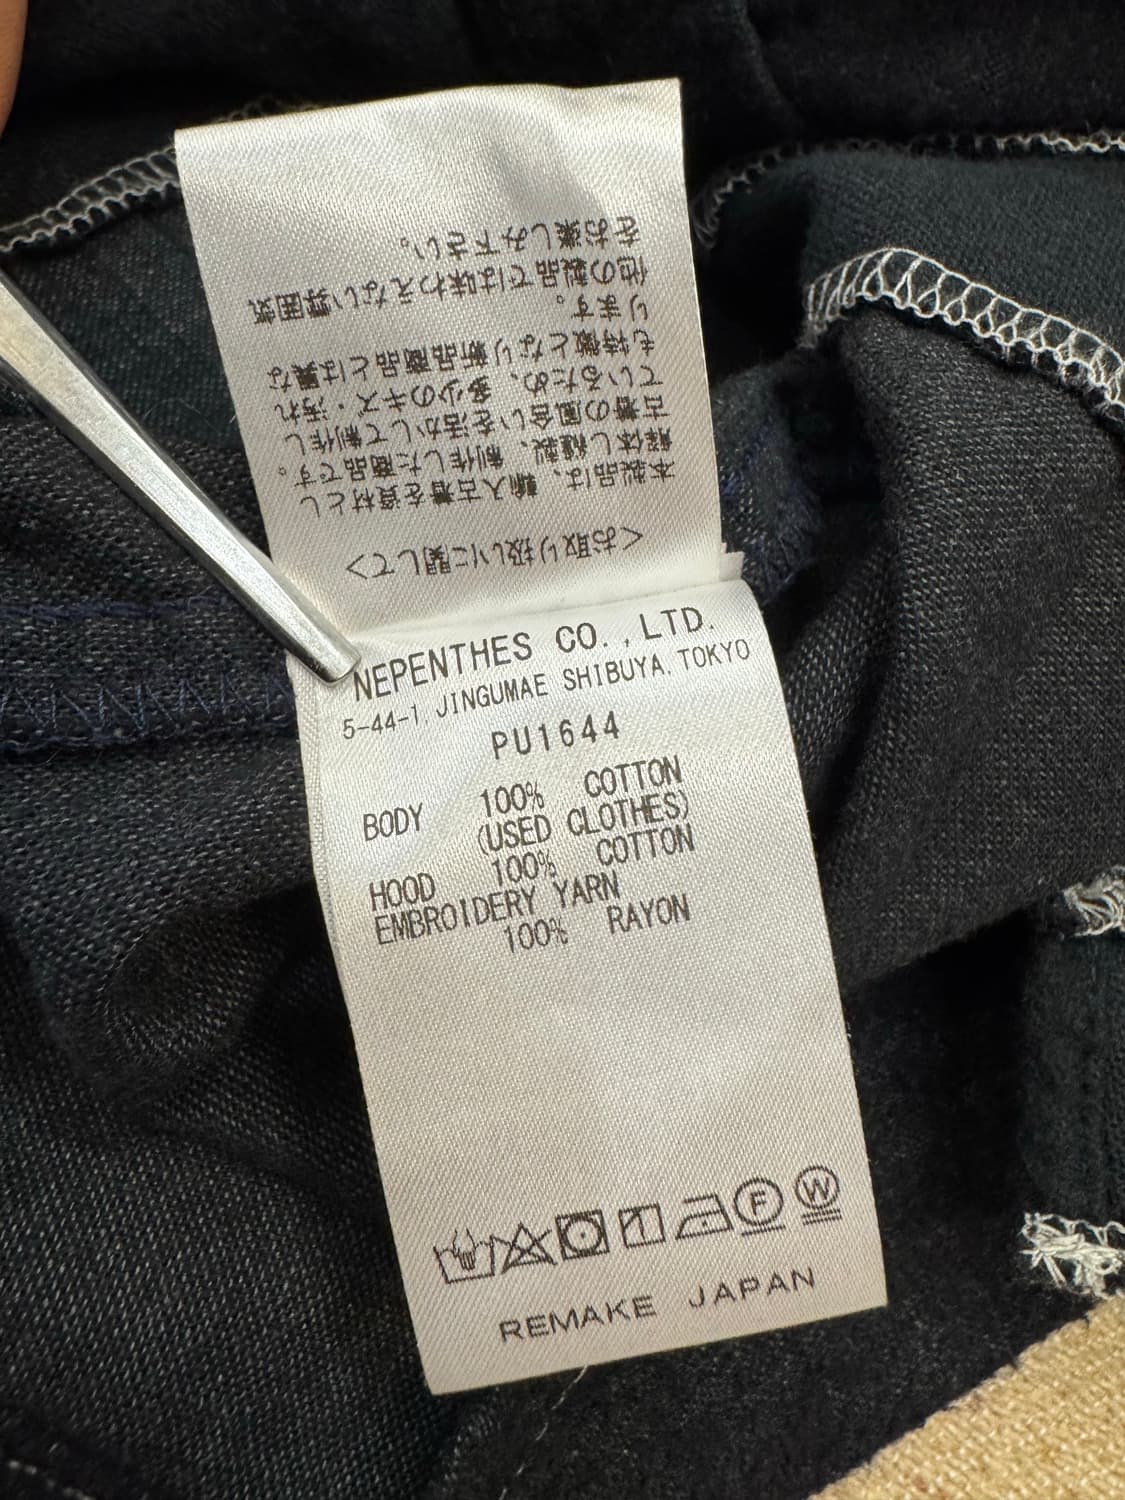 <お取り扱いに関して>
本製品は、輸入古着を資材とし
解体し縫製、制作した商品です。
古着の風合いを活かして制作し
ているため、多少のキズ・汚れ
も特徴となり新品商品とは異な
ります。
他の製品では味わえない雰囲気
をお楽しみ下さい。
NEPENTHES CO.,LTD.
5-44-1, JINGUMAE SHIBUYA, TOKYO
PU1644
BODY 100% COTTON
(USED CLOTHES)
100% COTTON
HOOD
EMBROIDERY YARN
100% RAYON
F W
REMAKE JAPAN